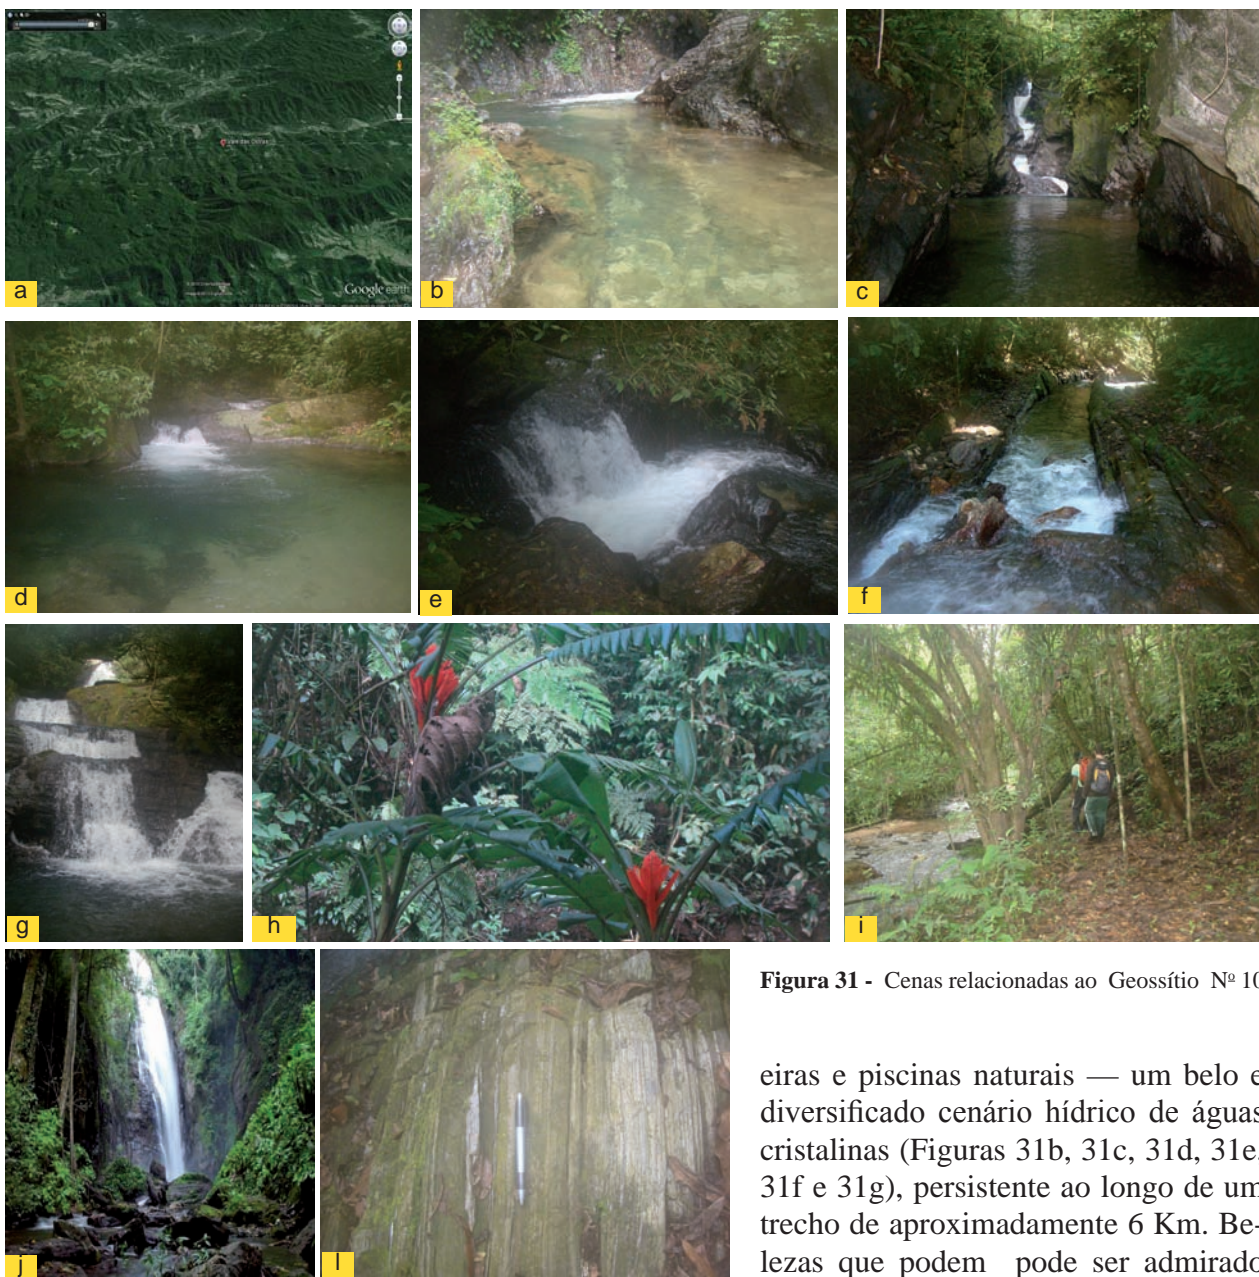 Google earth
a
b
c
d
e
f
g
h
i
j
l
Figura 31 - Cenas relacionadas ao Geossítio Nº 10
eiras e piscinas naturais — um belo e
diversificado cenário hídrico de águas
cristalinas (Figuras 31b, 31c, 31d, 31e,
31f e 31g), persistente ao longo de um
trecho de aproximadamente 6 Km. Be-
lezas que podem pode ser admirado